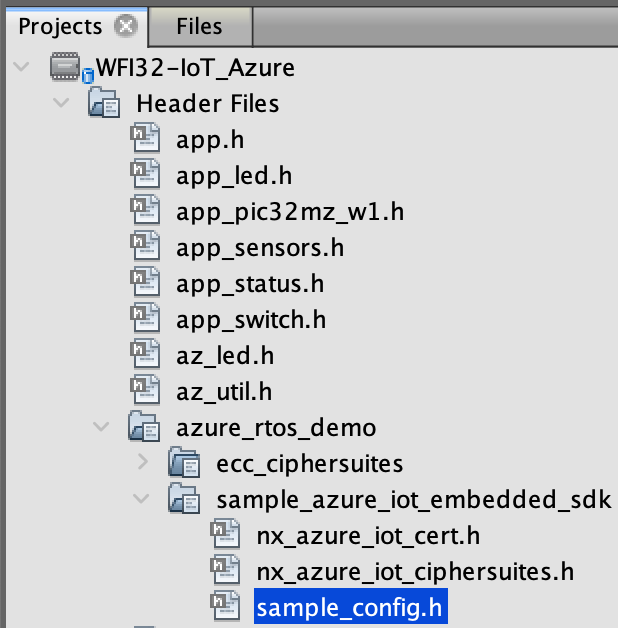 Projects Files
WFI32-IoT_Azure
Header Files
app.h
app_led.h
app_pic32mz_w1.h
app_sensors.h
app_status.h
app_switch.h
az_led.h
az_util.h
azure_rtos_demo
ecc_ciphersuites
sample_azure_iot_embedded_sdk
nx_azure_iot_cert.h
nx_azure_iot_ciphersuites.h
sample_config.h